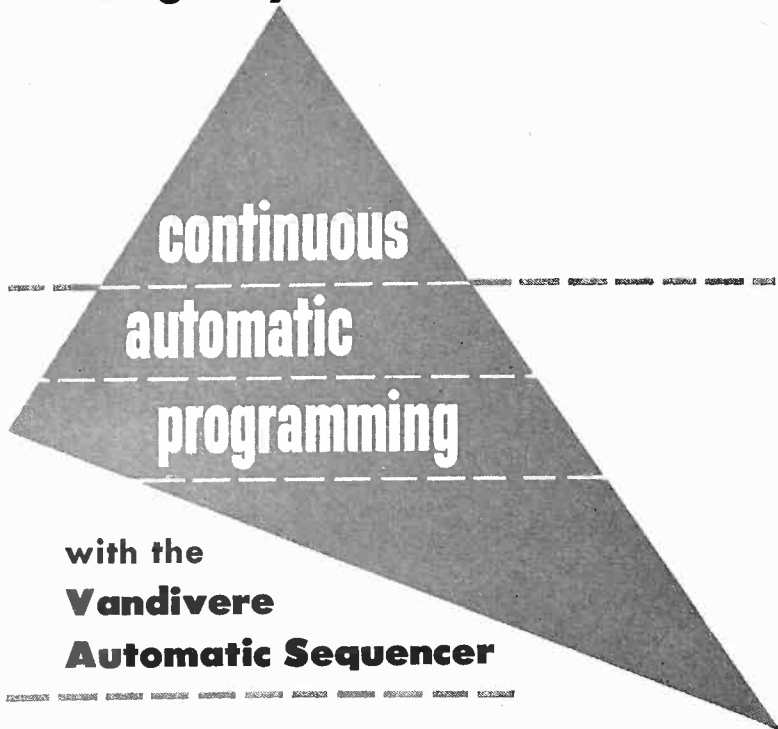 continuous
automatic
programming
with the
Vandivere
Automatic Sequencer